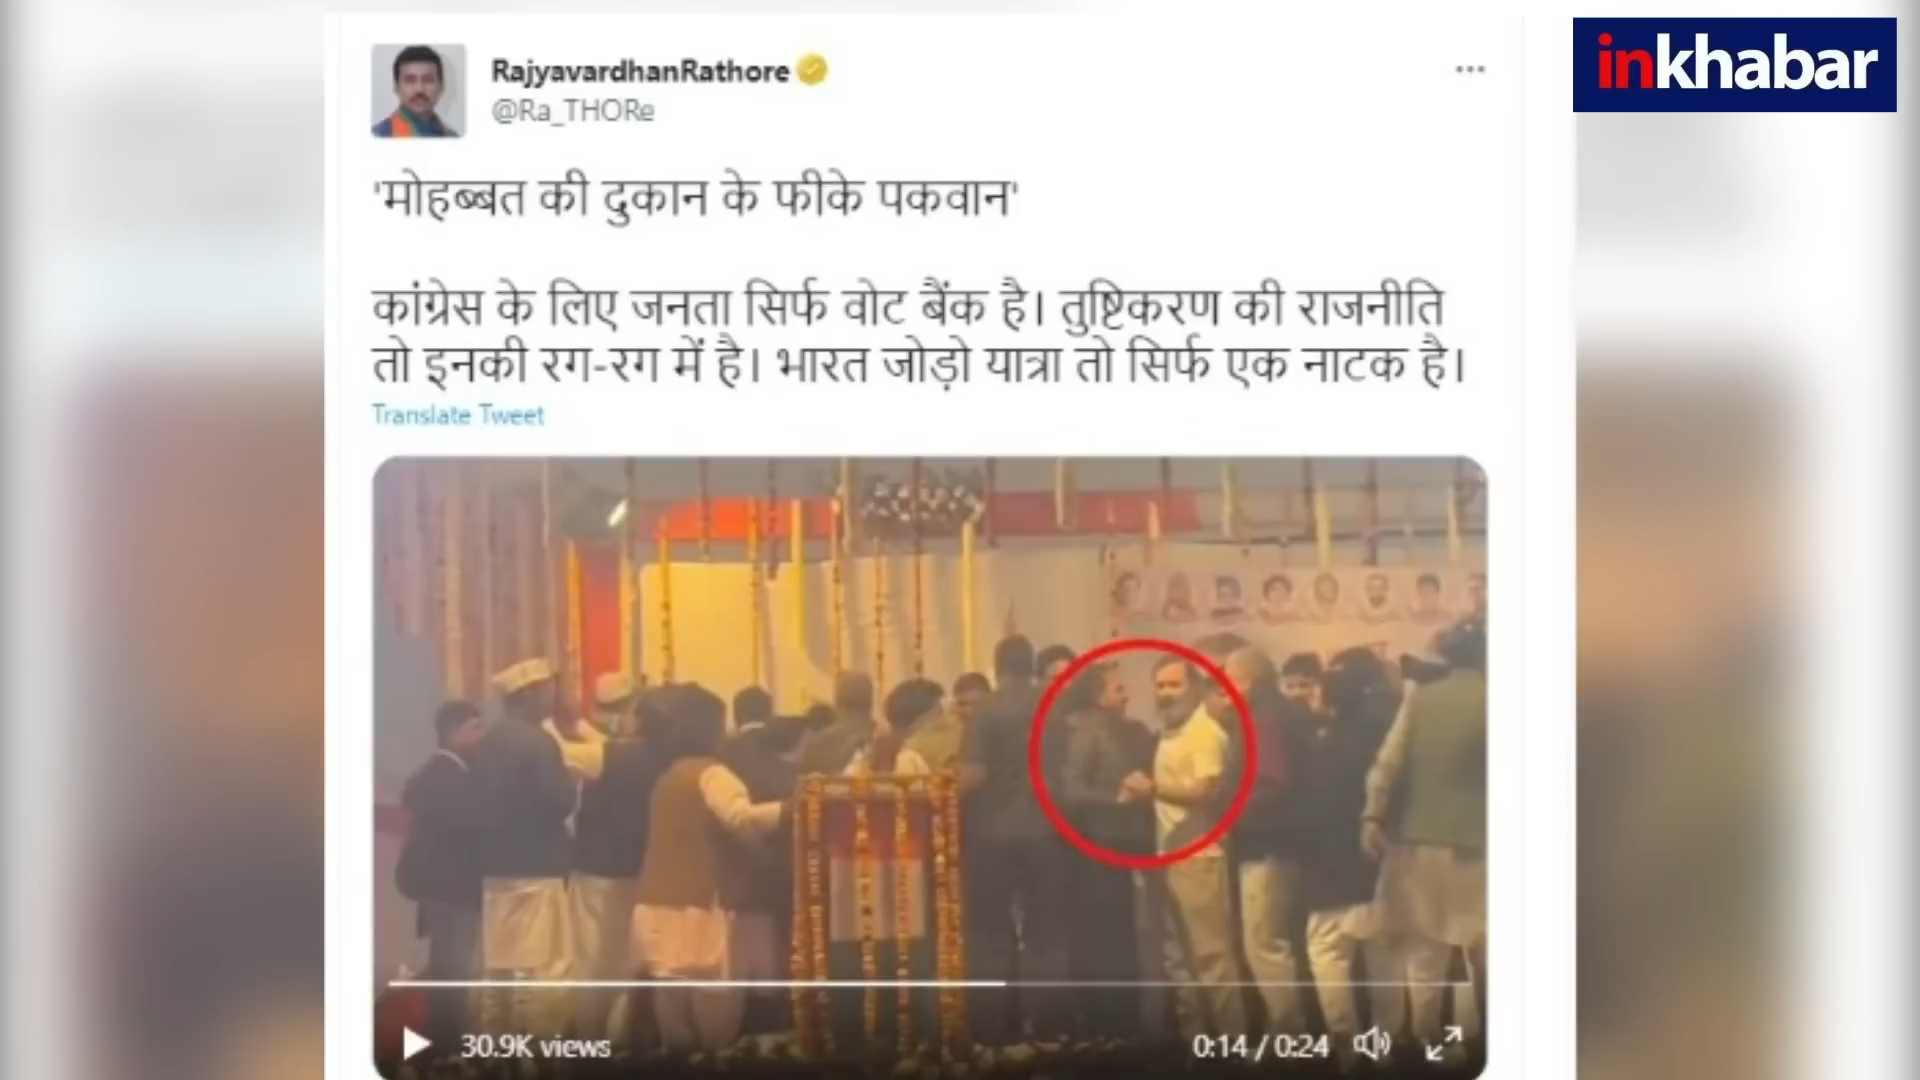 inkhabar
RajyavardhanRathore
@Ra_THORe
'मोहब्बत की दुकान के फीके पकवान'
कांग्रेस के लिए जनता सिर्फ वोट बैंक है। तुष्टिकरण की राजनीति
तो इनकी रग-रग में है। भारत जोड़ो यात्रा तो सिर्फ एक नाटक है।
Translate Tweet
30.9K views
0:14 / 0:24